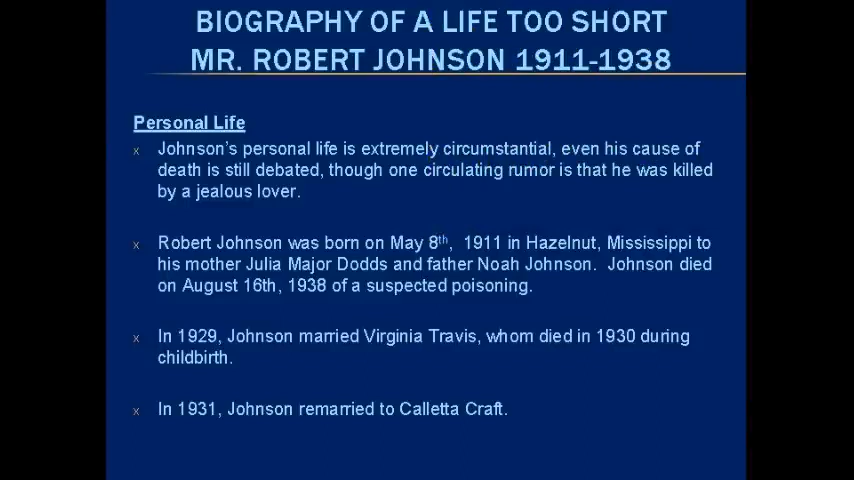 BIOGRAPHY OF A LIFE TOO SHORT
MR. ROBERT JOHNSON 1911-1938
Personal Life
x Johnson's personal life is extremely circumstantial, even his cause of
death is still debated, though one circulating rumor is that he was killed
by a jealous lover.
x Robert Johnson was born on May 8th, 1911 in Hazelnut, Mississippi to
his mother Julia Major Dodds and father Noah Johnson. Johnson died
on August 16th, 1938 of a suspected poisoning.
x In 1929, Johnson married Virginia Travis, whom died in 1930 during
childbirth.
x In 1931, Johnson remarried to Calletta Craft.